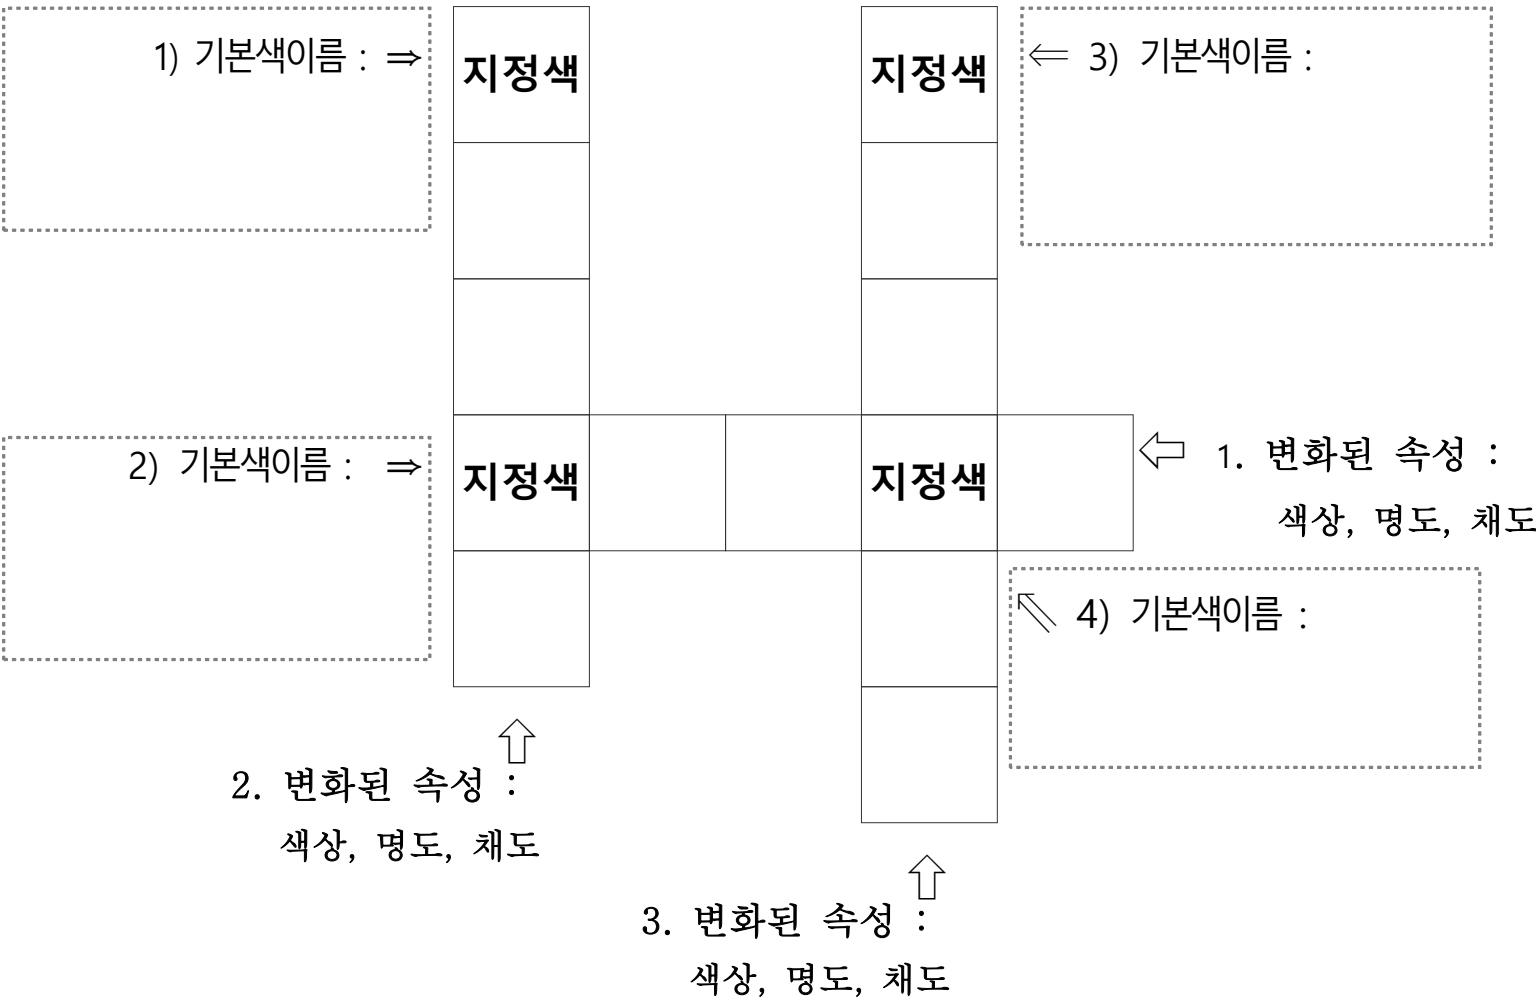 1) 기본색이름 : ⇒
지정색
지정색
⇐ 3) 기본색이름 :
2) 기본색이름 : ⇒
지정색
지정색
1. 변화된 속성 :
색상, 명도, 채도
4) 기본색이름 :
2. 변화된 속성 :
색상, 명도, 채도
3. 변화된 속성 :
색상, 명도, 채도